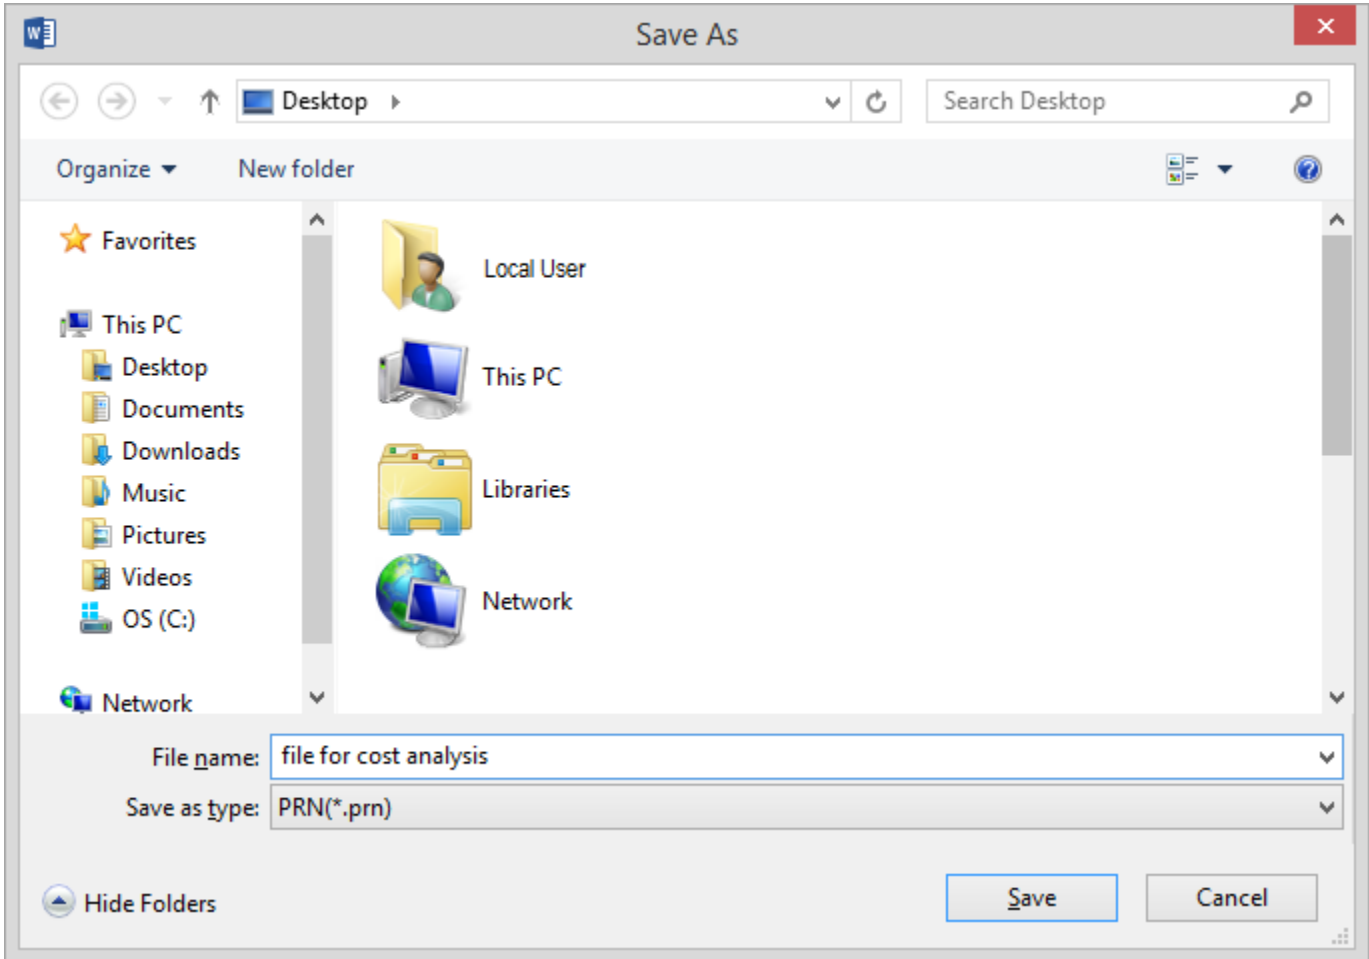 Save As
Desktop
Search Desktop
Organize
New folder
Favorites
This PC
Desktop
Documents
Downloads
Music
Pictures
Videos
OS (C:)
Network
Local User
This PC
Libraries
Network
File name: file for cost analysis
Save as type: PRN(*.prn)
Hide Folders
Save
Cancel